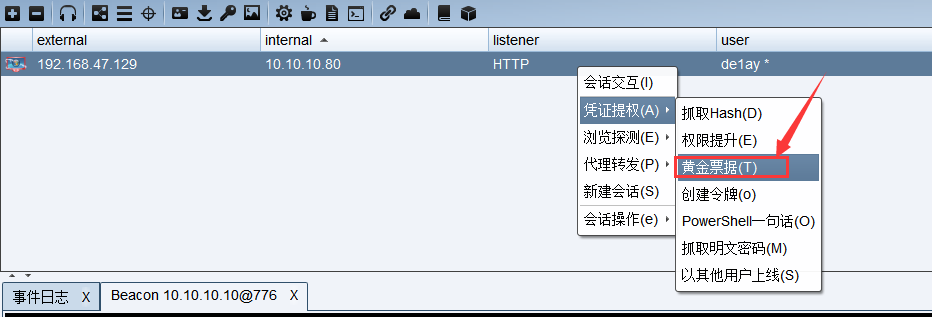 external internal listener user
192.168.47.129 10.10.10.80 HTTP de1ay *
会话交互(I)
凭证提权(A)
浏览探测(E)
代理转发(P)
新建会话(S)
会话操作(e)
抓取Hash(D)
权限提升(E)
黄金票据(T)
创建令牌(o)
PowerShell一句话(O)
抓取明文密码(M)
以其他用户上线(S)
事件日志 X Beacon 10.10.10.10@776 X